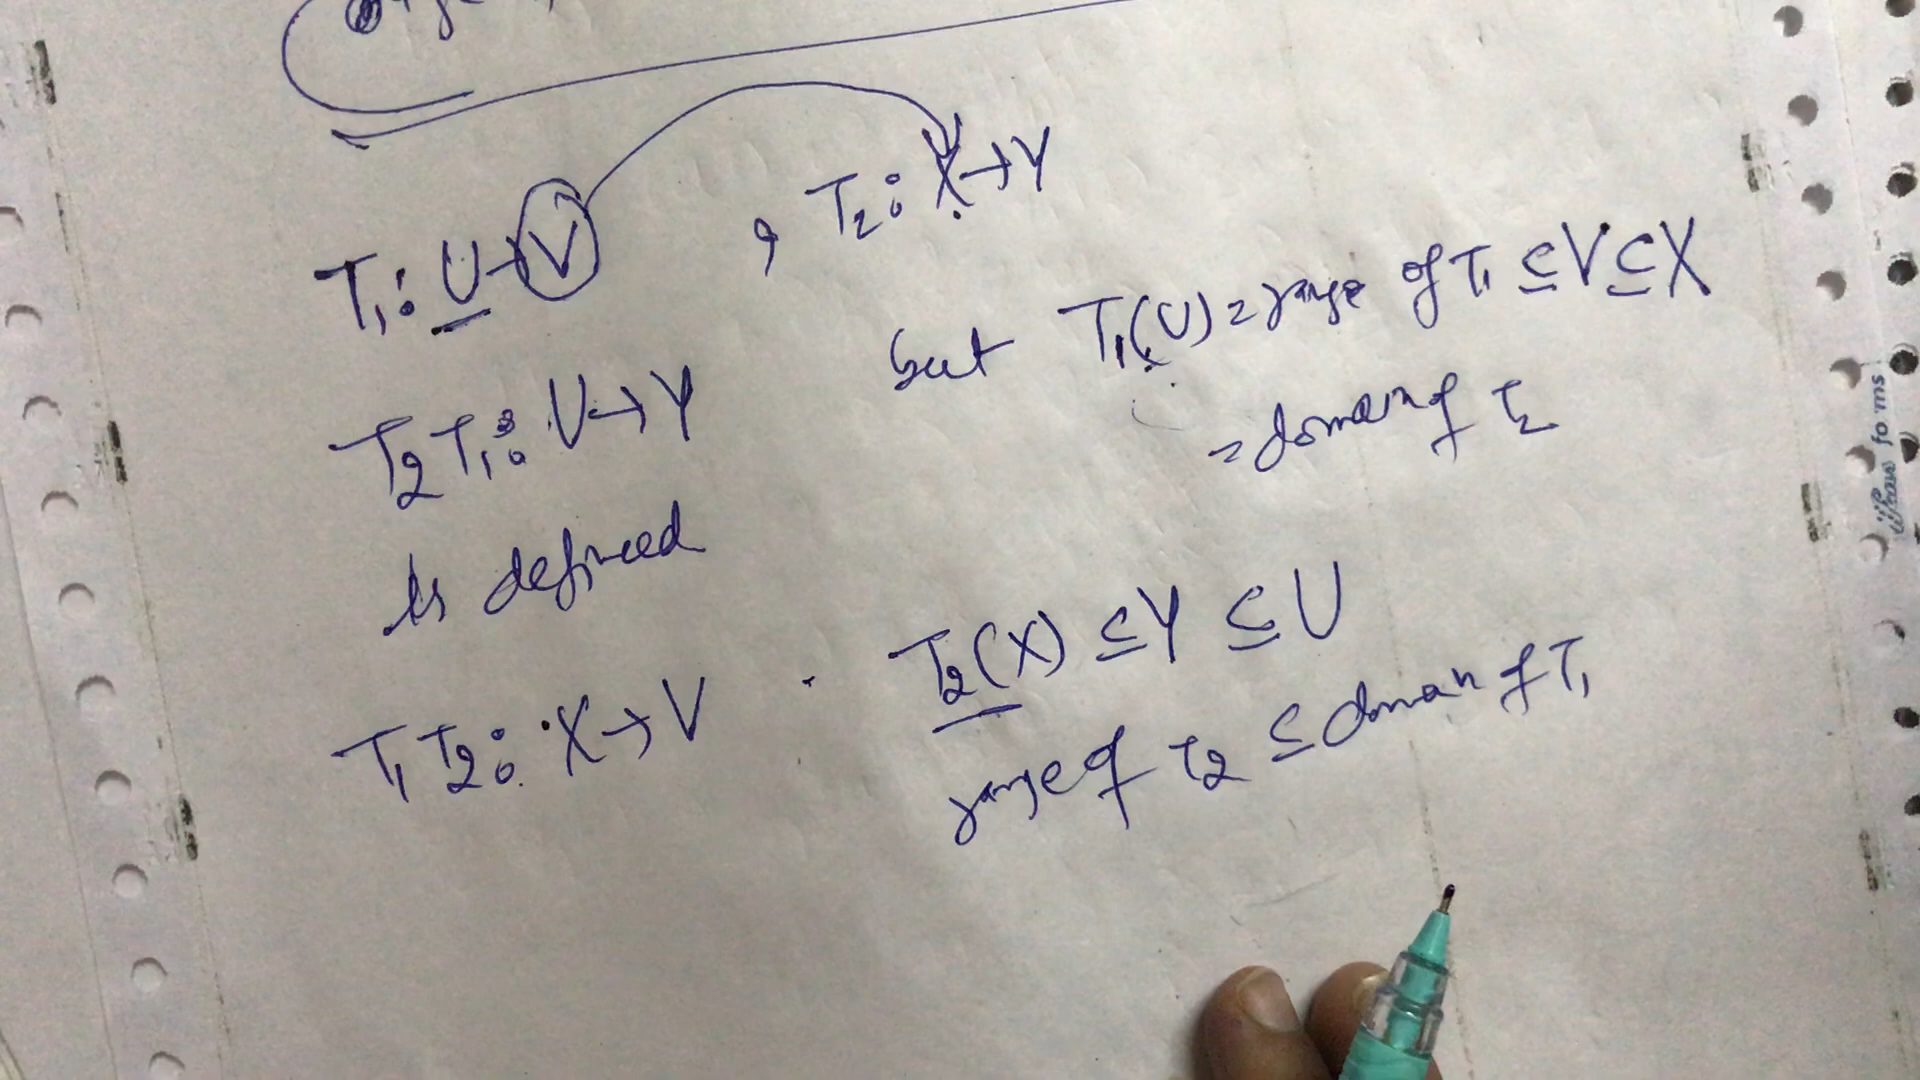 T₁: U→V , T₂: X→Y
but T₁(U) = range of T₁ ⊆ V ⊆ X
= domain of T₂
T₂T₁: U→Y
is defined
T₁T₂: X→V . T₂(X) ⊆ Y ⊆ U
range of T₂ ⊆ domain of T₁